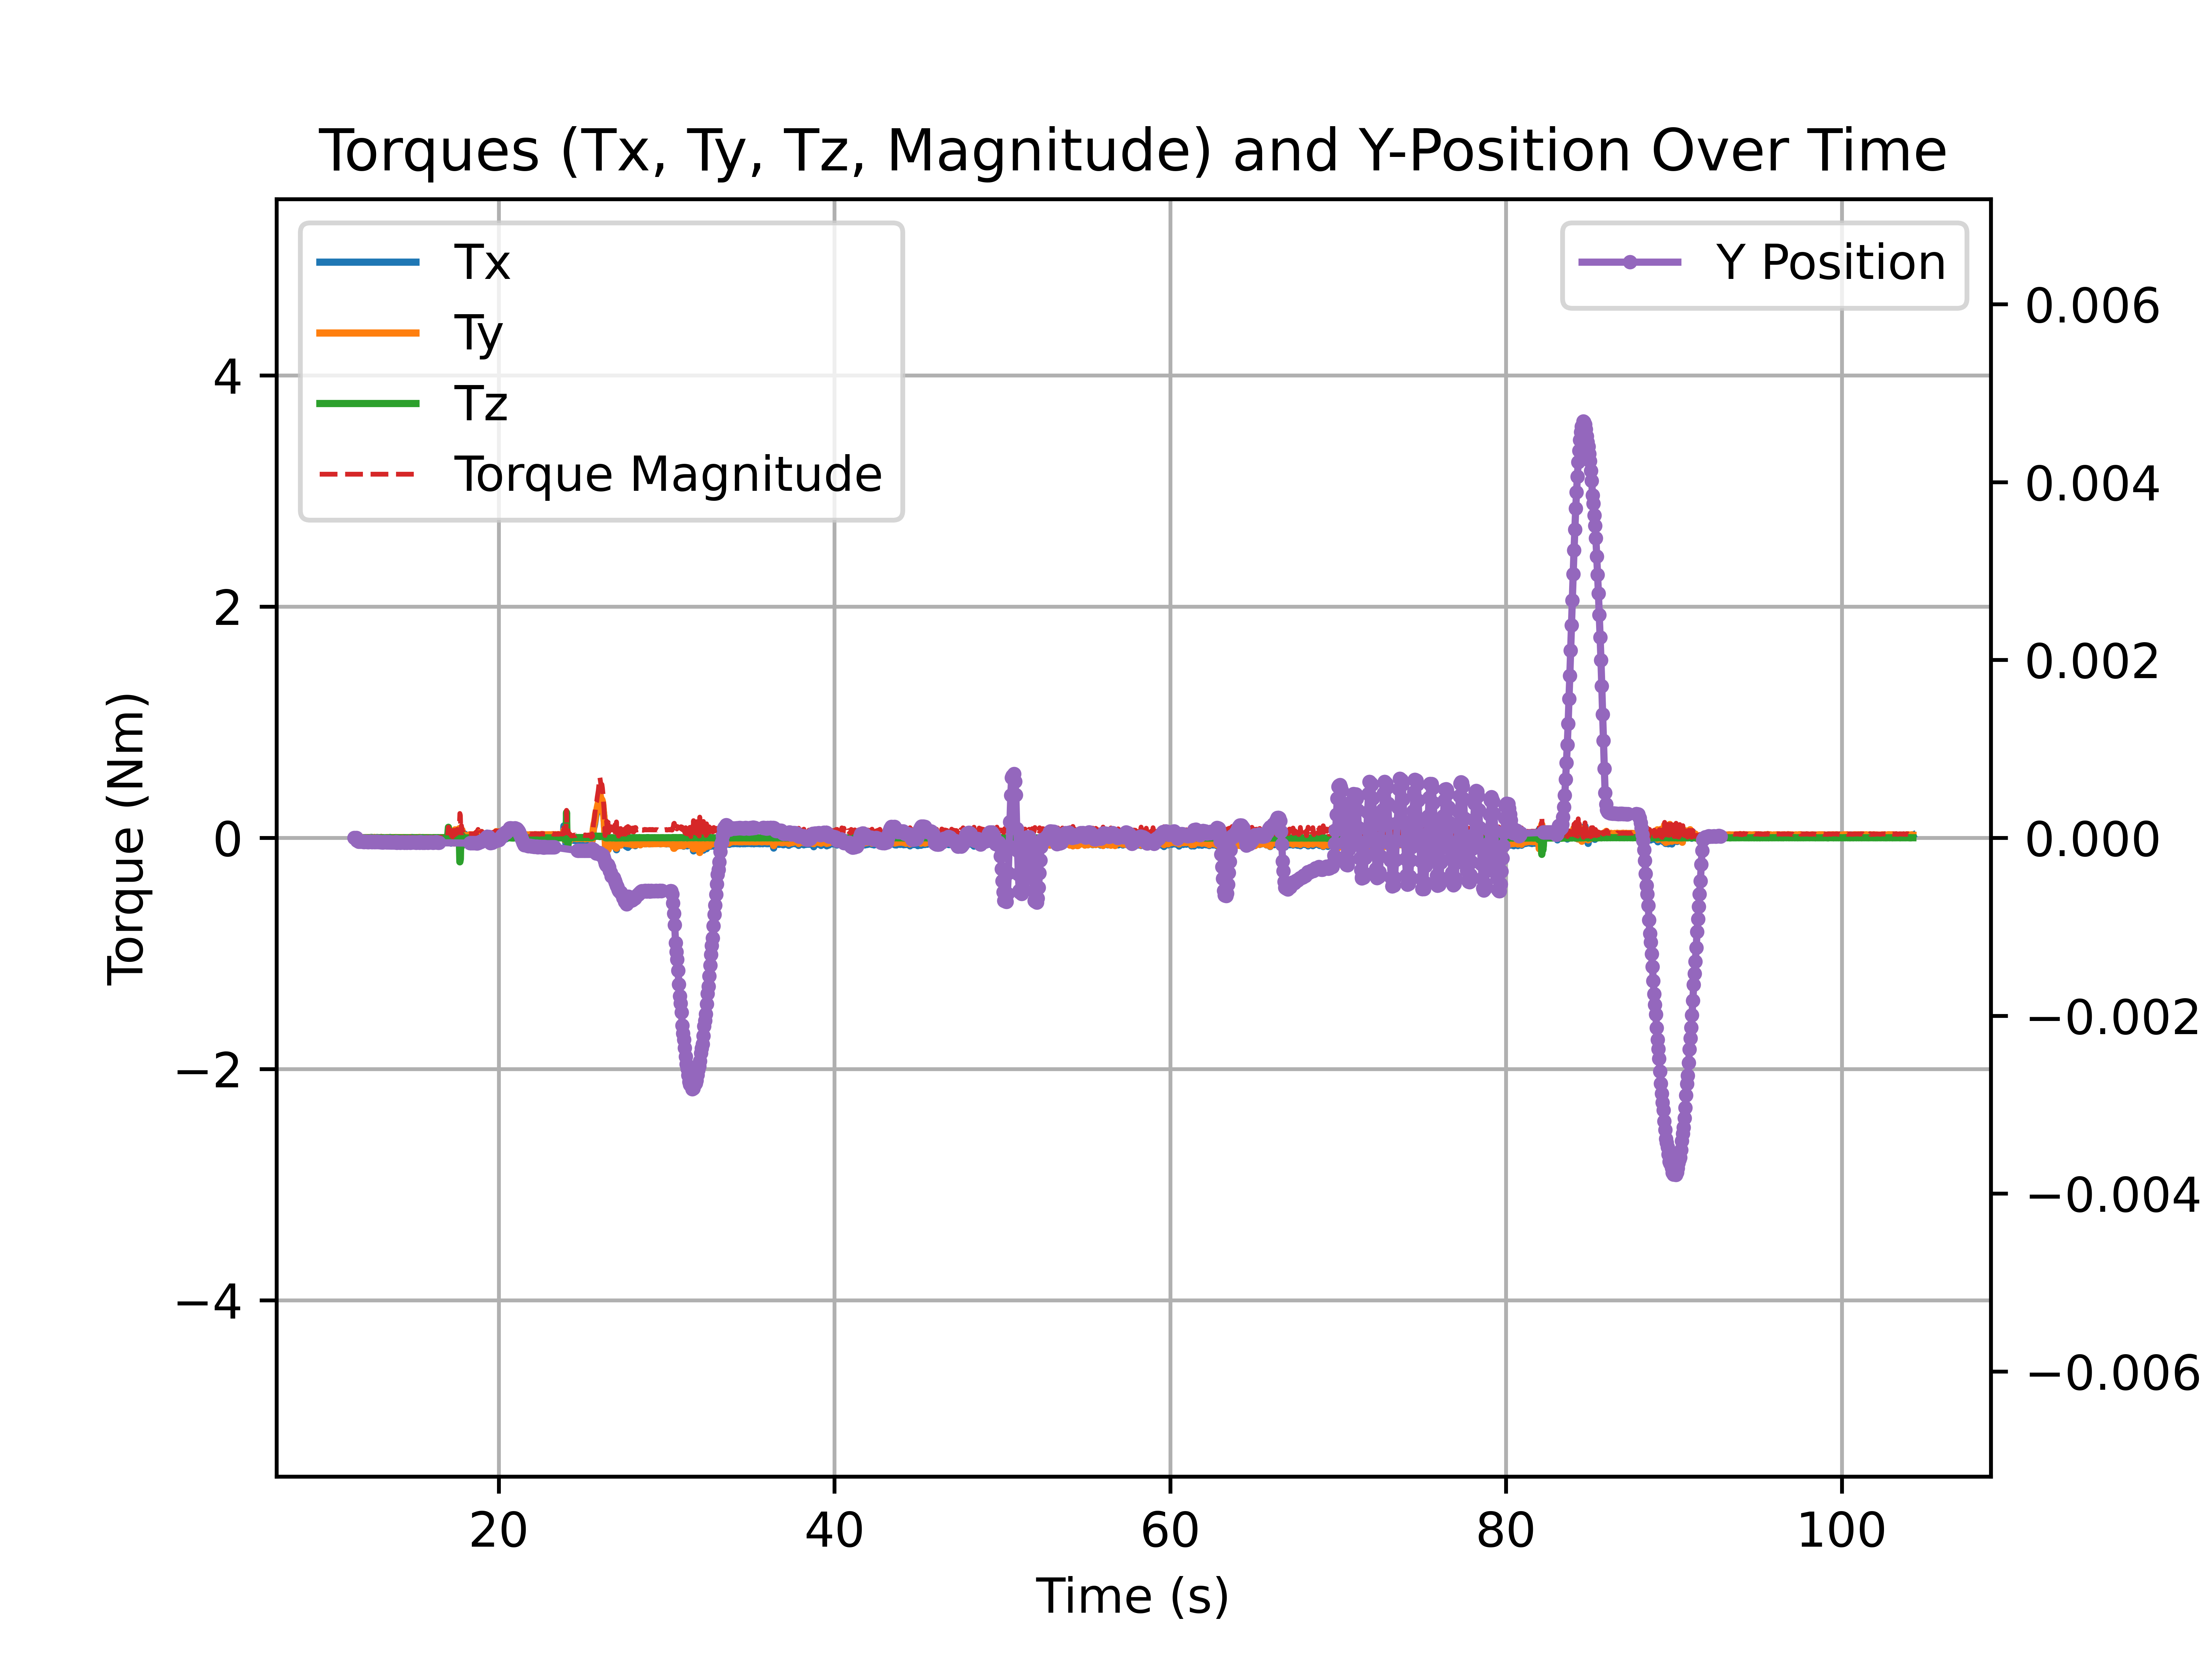 Torques (Tx, Ty, Tz, Magnitude) and Y-Position Over Time
Tx
Ty
Tz
Torque Magnitude
Y Position
4
2
0
−2
−4
Torque (Nm)
0.006
0.004
0.002
0.000
−0.002
−0.004
−0.006
20 40 60 80 100
Time (s)